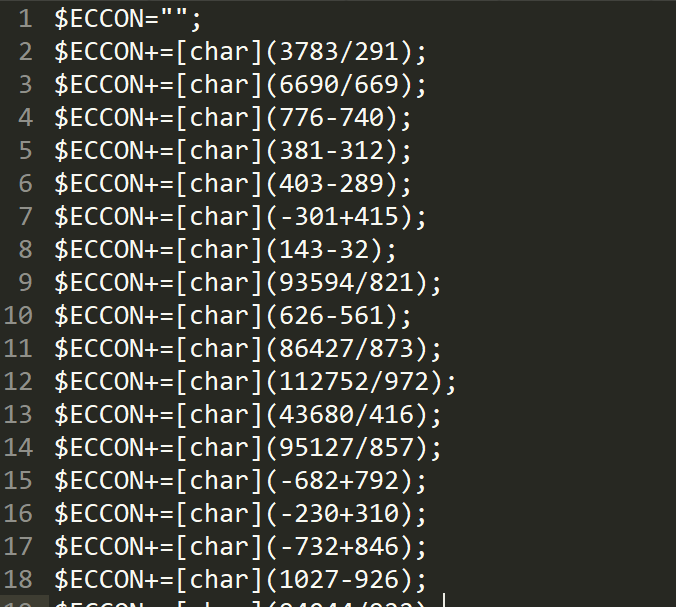 1 $ECCON="";
2 $ECCON+=[char](3783/291);
3 $ECCON+=[char](6690/669);
4 $ECCON+=[char](776-740);
5 $ECCON+=[char](381-312);
6 $ECCON+=[char](403-289);
7 $ECCON+=[char](-301+415);
8 $ECCON+=[char](143-32);
9 $ECCON+=[char](93594/821);
10 $ECCON+=[char](626-561);
11 $ECCON+=[char](86427/873);
12 $ECCON+=[char](112752/972);
13 $ECCON+=[char](43680/416);
14 $ECCON+=[char](95127/857);
15 $ECCON+=[char](-682+792);
16 $ECCON+=[char](-230+310);
17 $ECCON+=[char](-732+846);
18 $ECCON+=[char](1027-926);